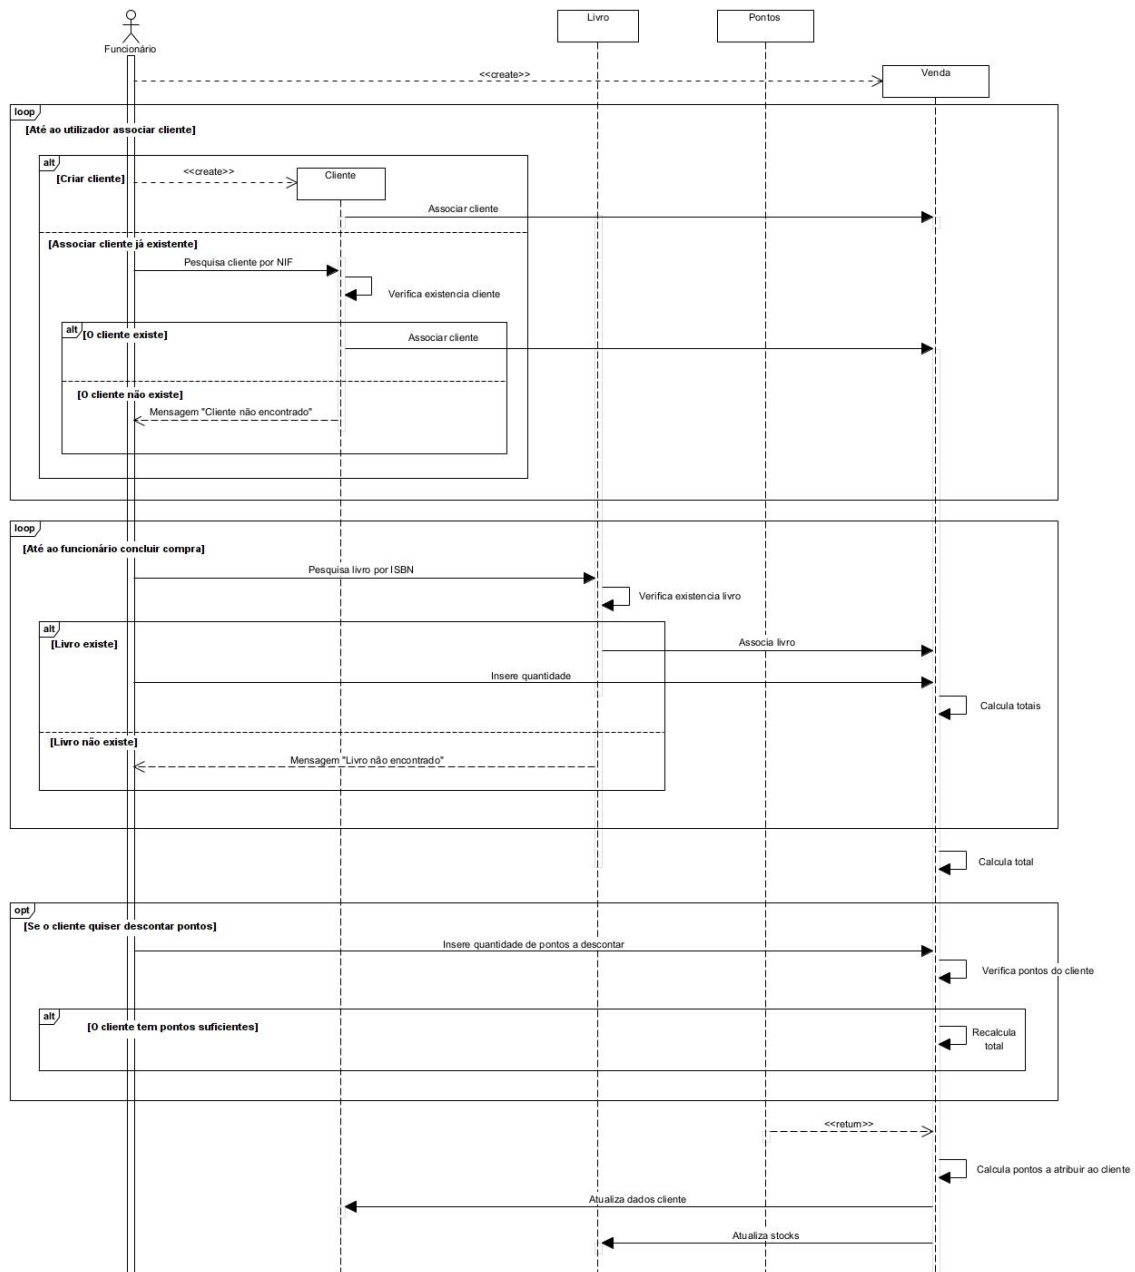 Livro
Pontos
Funcionário
Venda
<<create>>
loop
[Até ao utilizador associar cliente]
alt
[Criar cliente]
<<create>>
Cliente
Associar cliente
[Associar cliente já existente]
Pesquisa cliente por NIF
Verifica existencia cliente
alt
[O cliente existe]
Associar cliente
[O cliente não existe]
Mensagem "Cliente não encontrado"
loop
[Até ao funcionário concluir compra]
Pesquisa livro por ISBN
Verifica existencia livro
alt
[Livro existe]
Associa livro
Insere quantidade
Calcula totais
[Livro não existe]
Mensagem "Livro não encontrado"
Calcula total
opt
[Se o cliente quiser descontar pontos]
Insere quantidade de pontos a descontar
Verifica pontos do cliente
alt
[O cliente tem pontos suficientes]
Recalcula
total
<<return>>
Calcula pontos a atribuir ao cliente
Atualiza dados cliente
Atualiza stocks